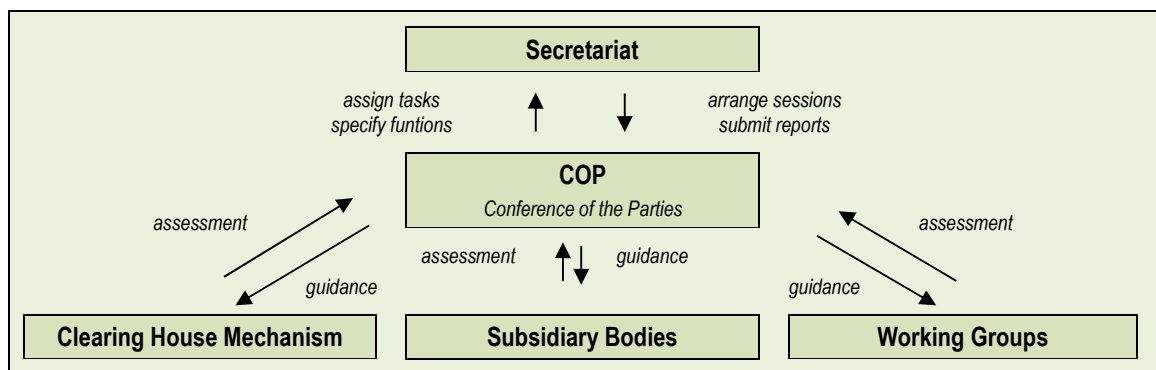 Secretariat
assign tasks
specify funtions
arrange sessions
submit reports
COP
Conference of the Parties
assessment
guidance
assessment
guidance
assessment
guidance
Clearing House Mechanism
Subsidiary Bodies
Working Groups